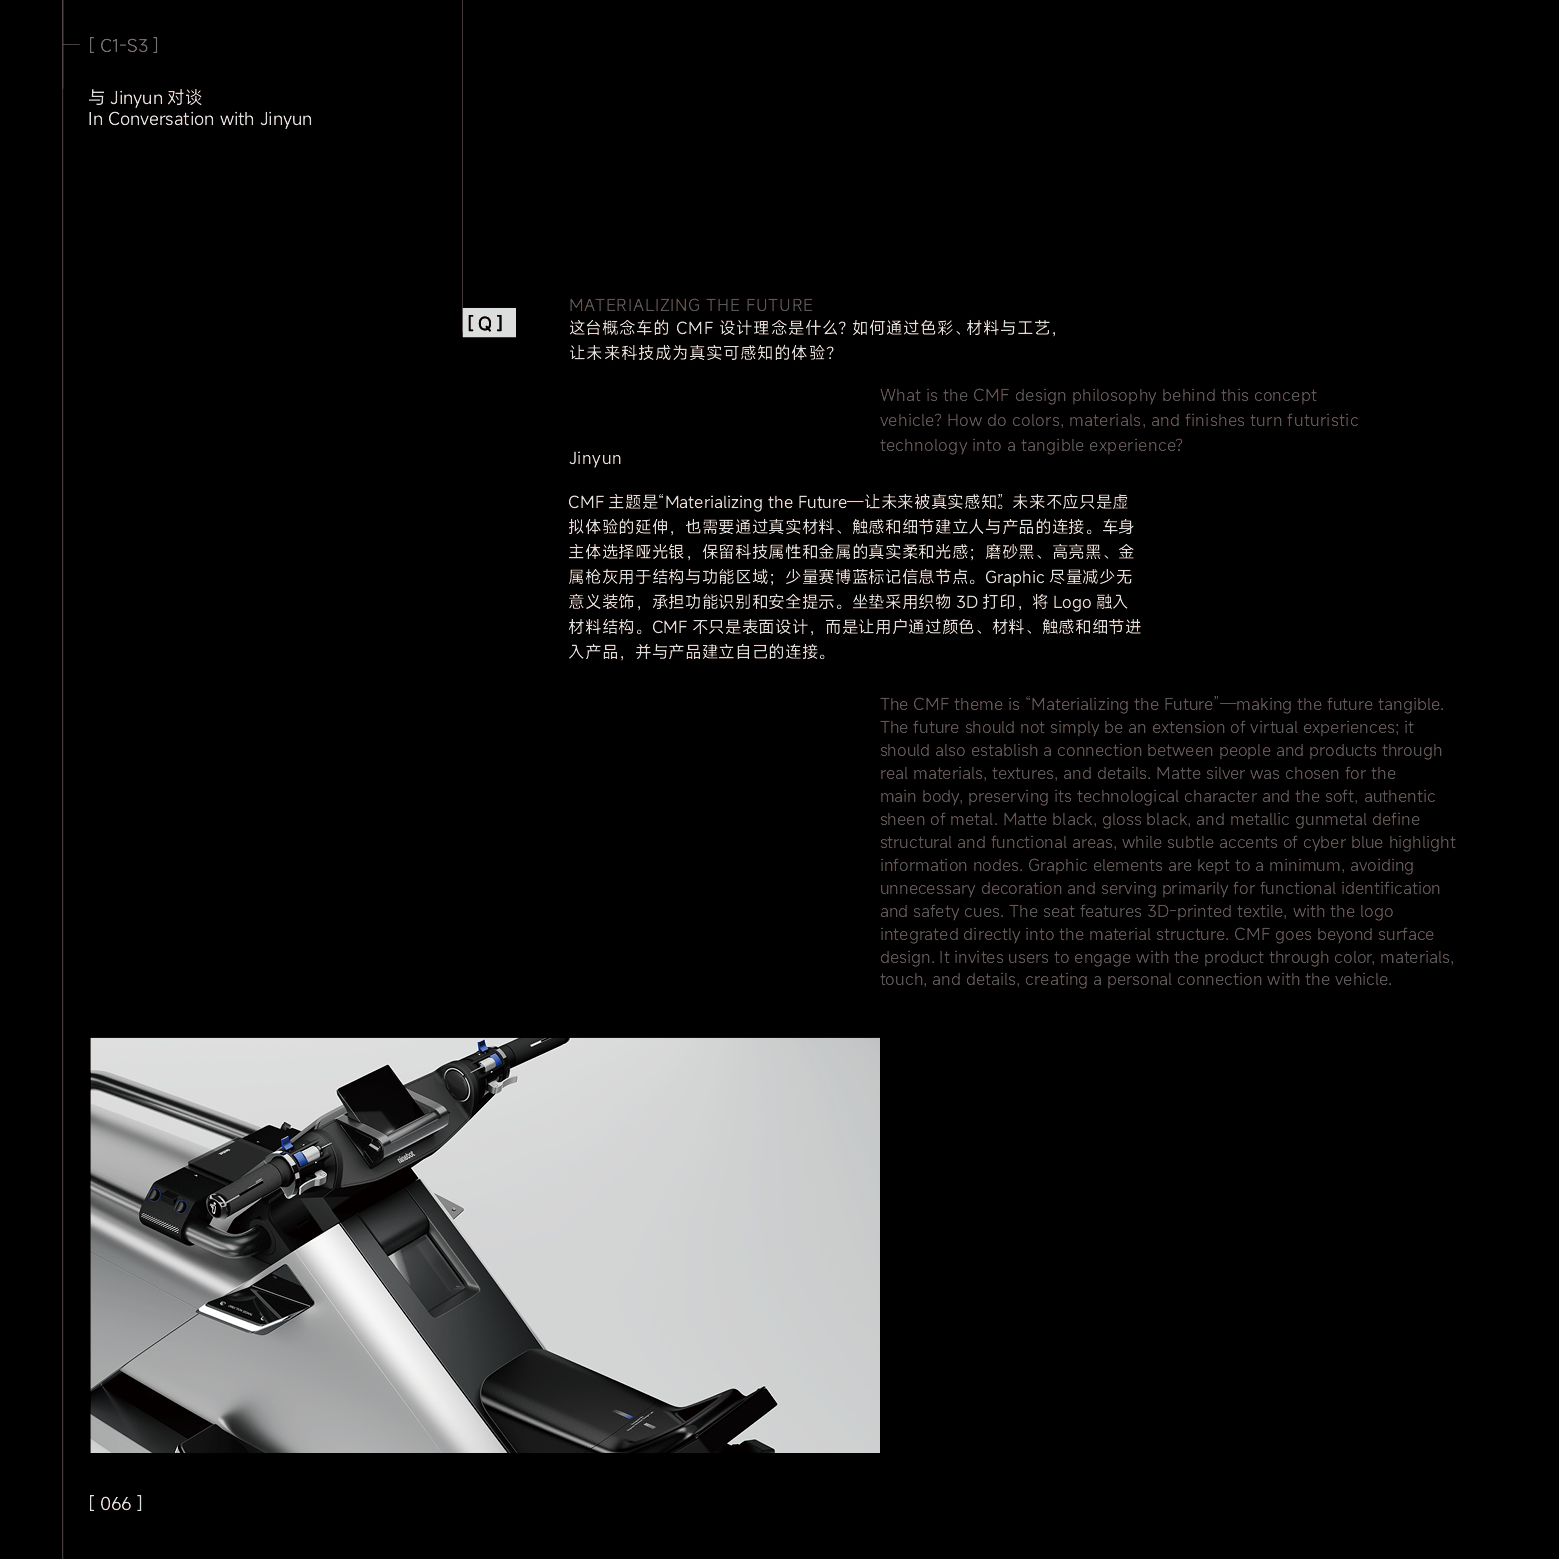 [ C1-S3 ]
与 Jinyun 对谈
In Conversation with Jinyun
[Q]
MATERIALIZING THE FUTURE
这台概念车的 CMF 设计理念是什么? 如何通过色彩、材料与工艺,
让未来科技成为真实可感知的体验?
What is the CMF design philosophy behind this concept
vehicle? How do colors, materials, and finishes turn futuristic
technology into a tangible experience?
Jinyun
CMF 主题是“Materializing the Future—让未来被真实感知”。未来不应只是虚
拟体验的延伸，也需要通过真实材料、触感和细节建立人与产品的连接。车身
主体选择哑光银，保留科技属性和金属的真实柔和光感；磨砂黑、高亮黑、金
属枪灰用于结构与功能区域；少量赛博蓝标记信息节点。Graphic 尽量减少无
意义装饰，承担功能识别和安全提示。坐垫采用织物 3D 打印，将 Logo 融入
材料结构。CMF 不只是表面设计，而是让用户通过颜色、材料、触感和细节进
入产品，并与产品建立自己的连接。
The CMF theme is “Materializing the Future”—making the future tangible.
The future should not simply be an extension of virtual experiences; it
should also establish a connection between people and products through
real materials, textures, and details. Matte silver was chosen for the
main body, preserving its technological character and the soft, authentic
sheen of metal. Matte black, gloss black, and metallic gunmetal define
structural and functional areas, while subtle accents of cyber blue highlight
information nodes. Graphic elements are kept to a minimum, avoiding
unnecessary decoration and serving primarily for functional identification
and safety cues. The seat features 3D-printed textile, with the logo
integrated directly into the material structure. CMF goes beyond surface
design. It invites users to engage with the product through color, materials,
touch, and details, creating a personal connection with the vehicle.
ninebot
[ 066 ]